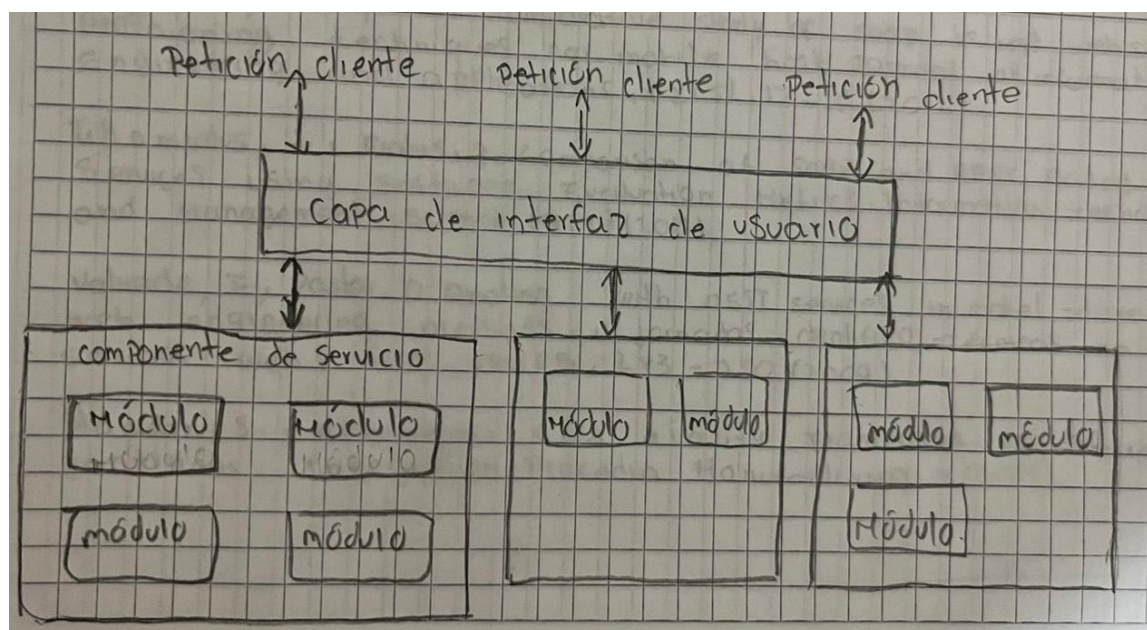 Petición cliente
Petición cliente
Petición cliente
Capa de interfaz de usuario
componente de servicio
Módulo
Módulo
módulo
módulo
Módulo
módulo
módulo
módulo
Módulo